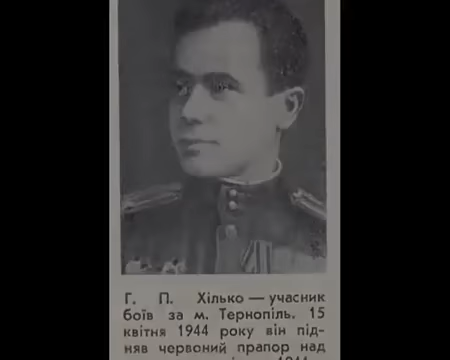 Г. П. Хілько — учасник
боїв за м. Тернопіль. 15
квітня 1944 року він під-
няв червоний прапор над